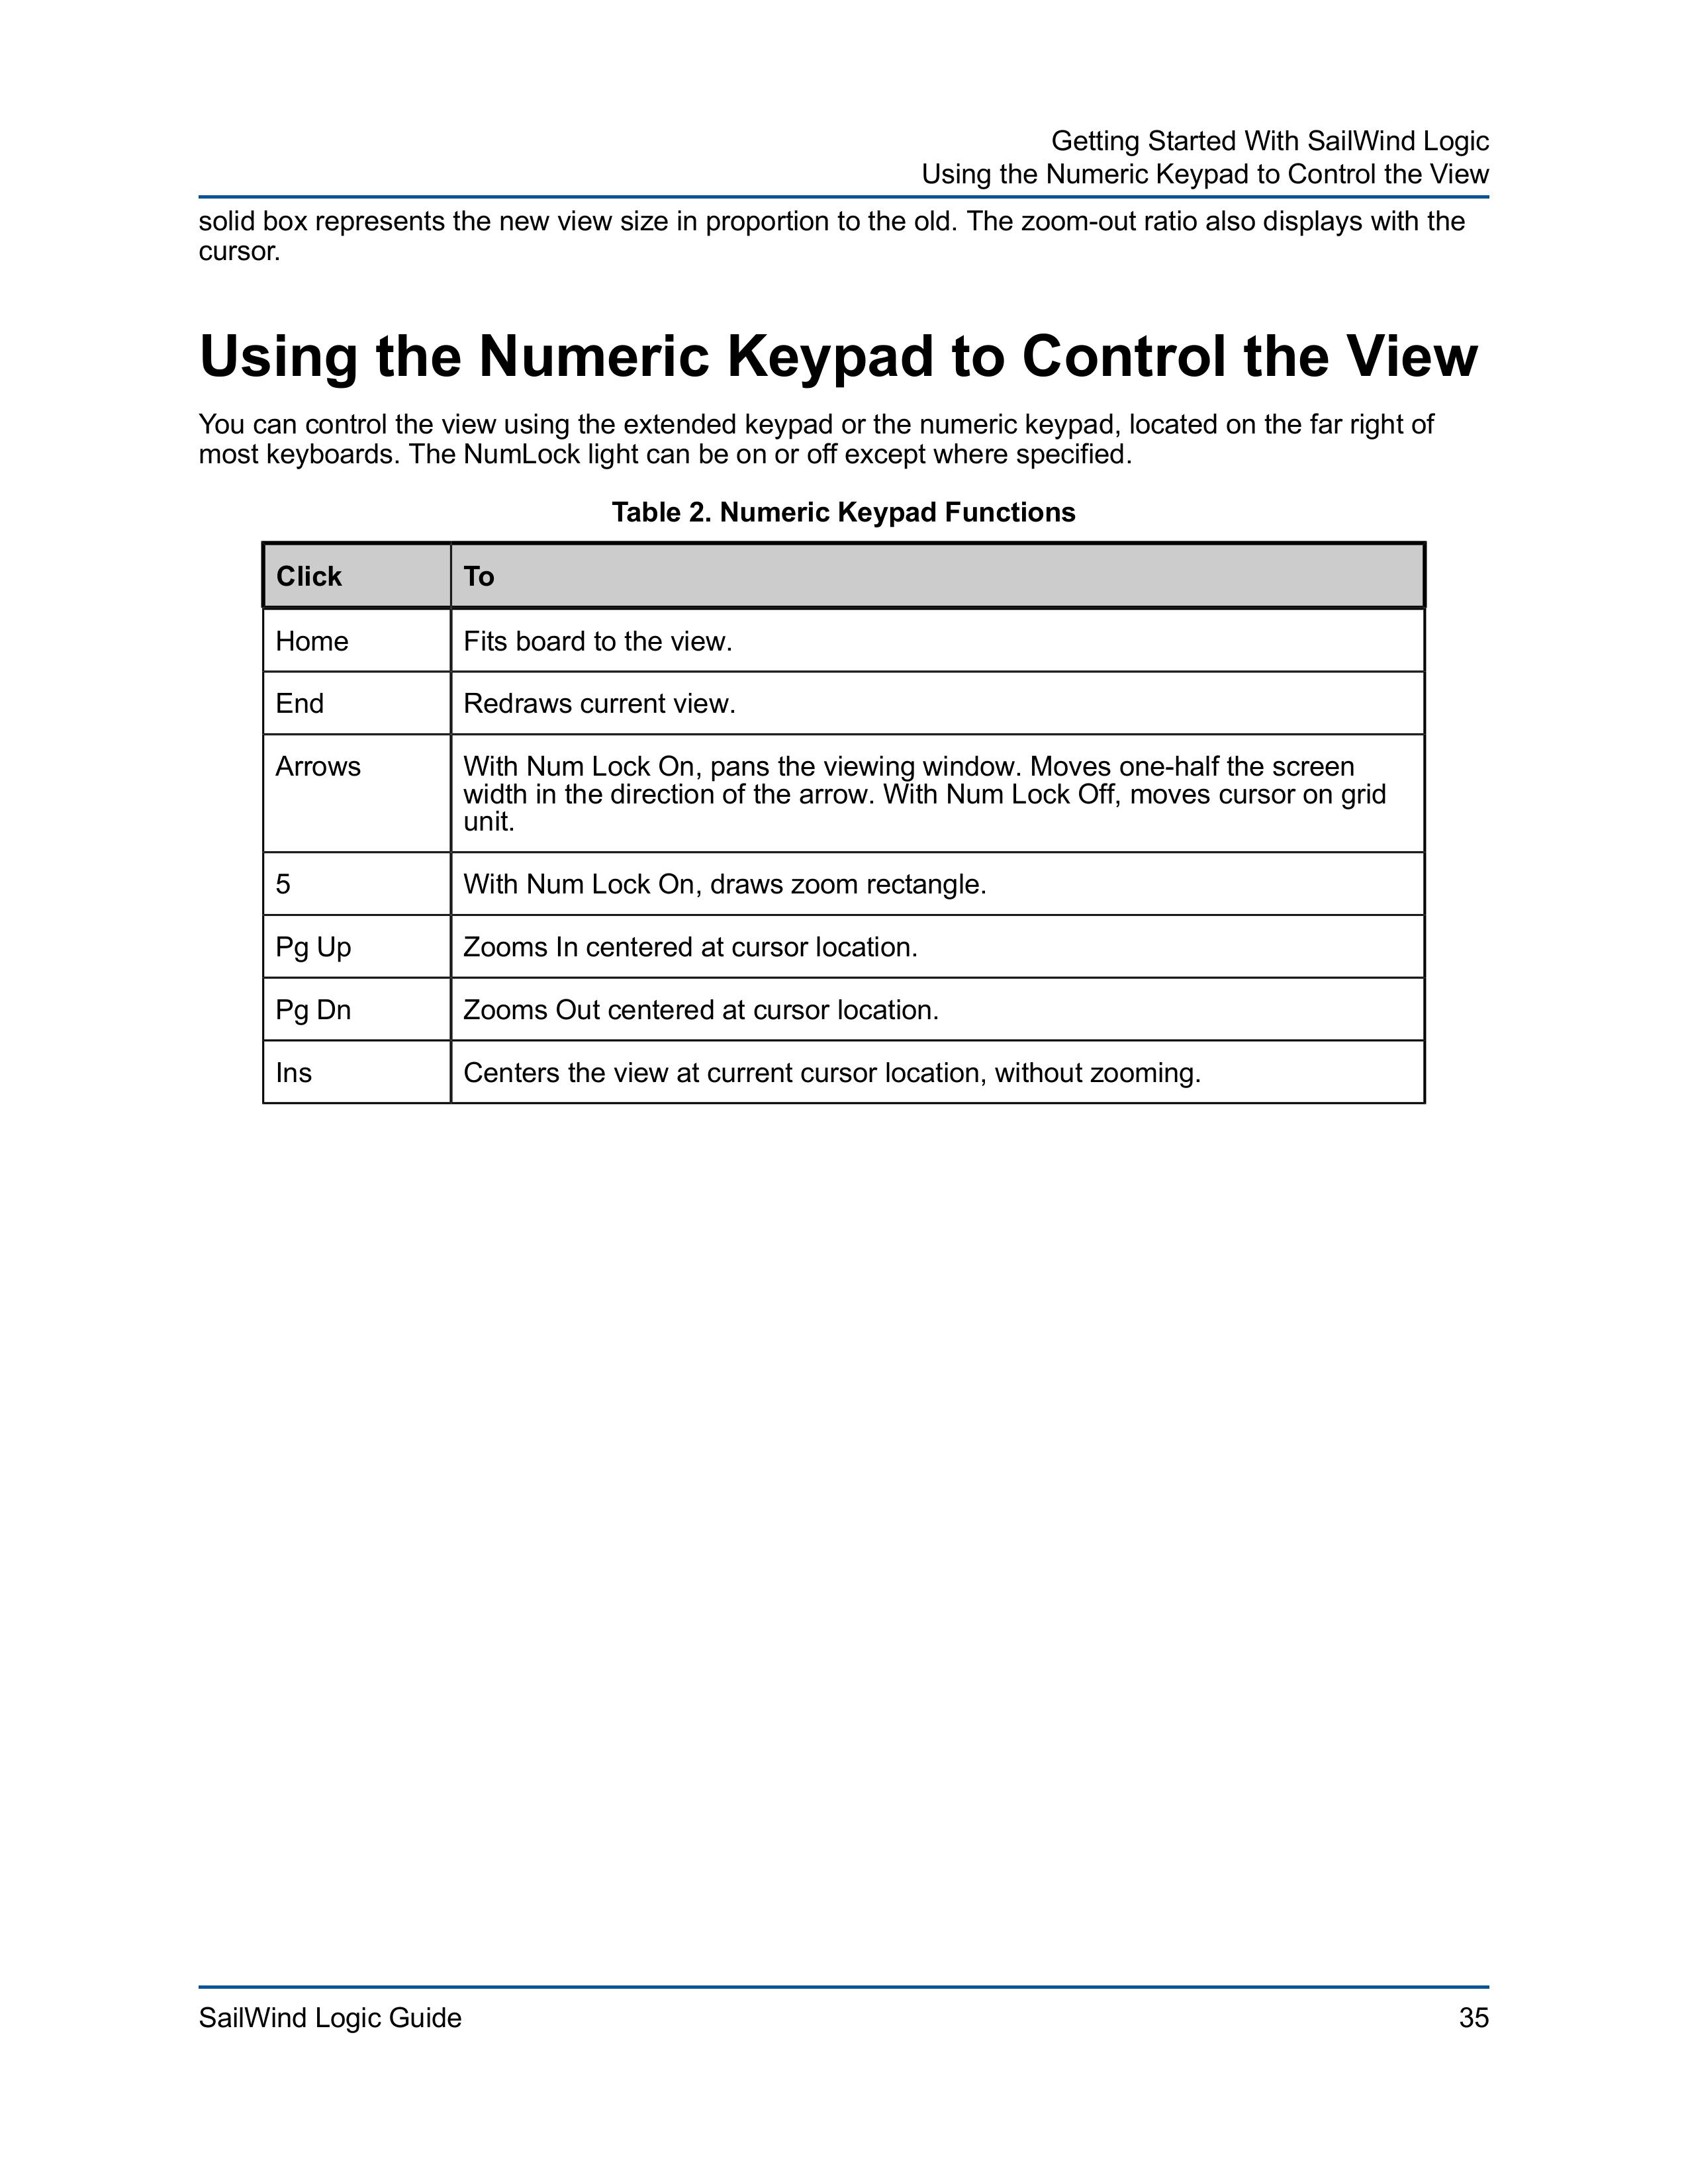 Getting Started With SailWind Logic
Using the Numeric Keypad to Control the View
solid box represents the new view size in proportion to the old. The zoom-out ratio also displays with the
cursor.
Using the Numeric Keypad to Control the View
You can control the view using the extended keypad or the numeric keypad, located on the far right of
most keyboards. The NumLock light can be on or off except where specified.
Table 2. Numeric Keypad Functions
Click To
Home Fits board to the view.
End Redraws current view.
Arrows With Num Lock On, pans the viewing window. Moves one-half the screen
width in the direction of the arrow. With Num Lock Off, moves cursor on grid
unit.
5 With Num Lock On, draws zoom rectangle.
Pg Up Zooms In centered at cursor location.
Pg Dn Zooms Out centered at cursor location.
Ins Centers the view at current cursor location, without zooming.
SailWind Logic Guide 35